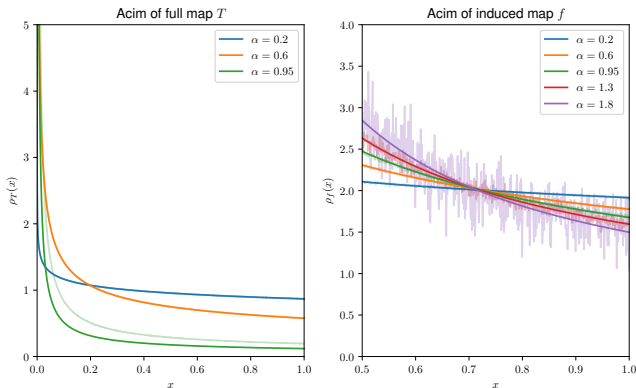 Acim of full map T
5
4
3
2
1
0
0.0 0.2 0.4 0.6 0.8 1.0
x
ρT(x)
α = 0.2
α = 0.6
α = 0.95
Acim of induced map f
4.0
3.5
3.0
2.5
2.0
1.5
1.0
0.5
0.0
0.5 0.6 0.7 0.8 0.9 1.0
x
ρf(x)
α = 0.2
α = 0.6
α = 0.95
α = 1.3
α = 1.8